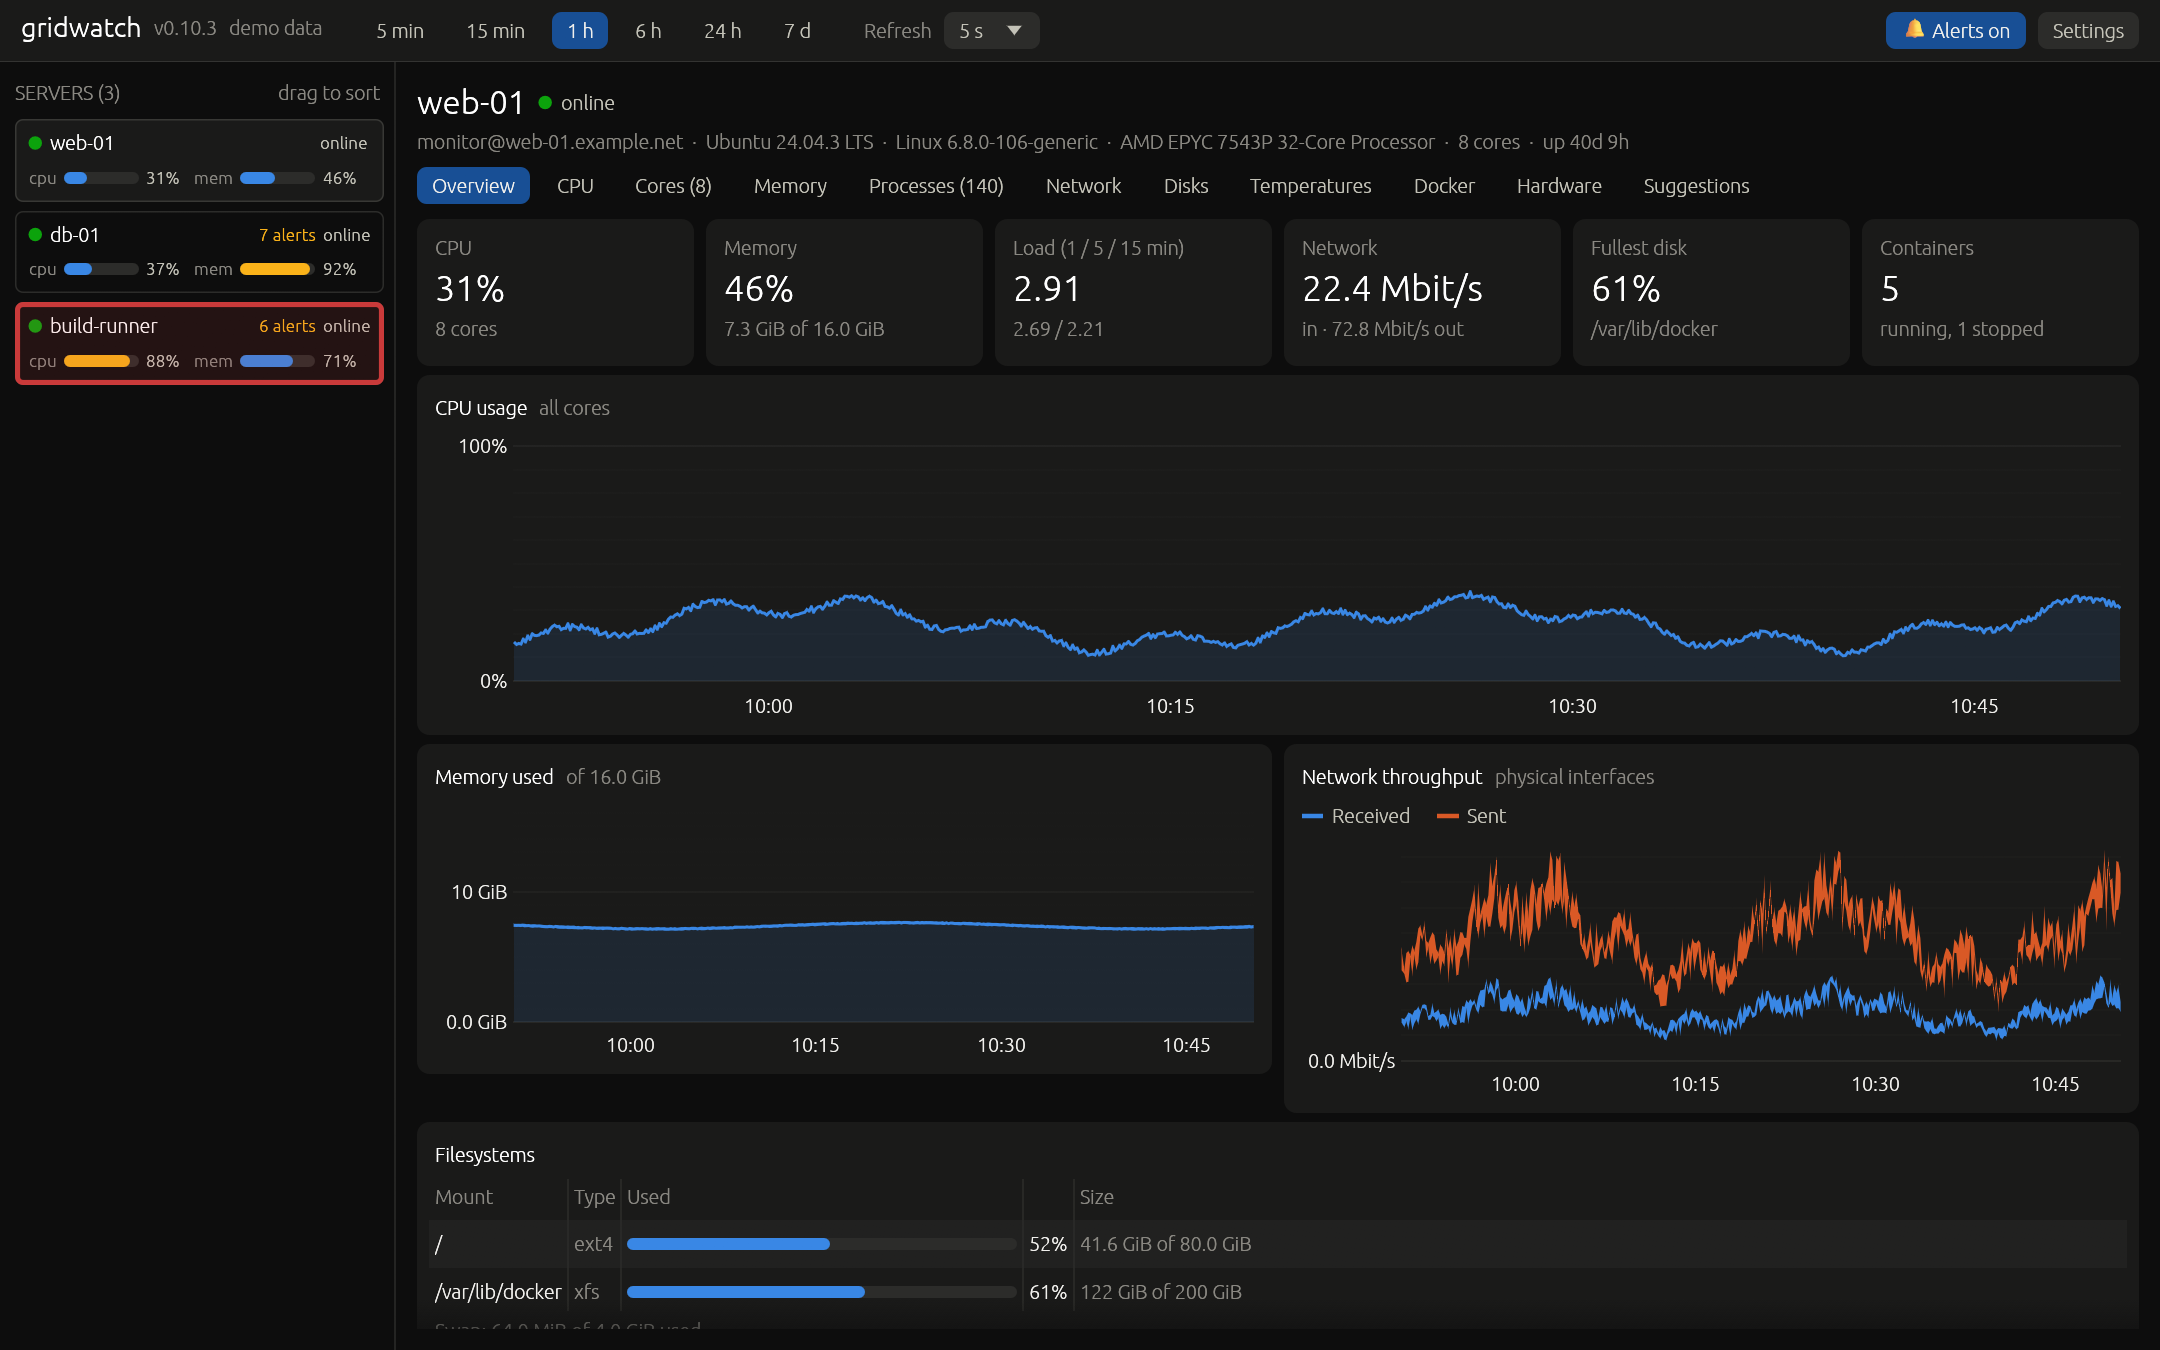 gridwatch v0.10.3 demo data 5 min 15 min 1 h 6 h 24 h 7 d Refresh 5 s Alerts on Settings
SERVERS (3) drag to sort
web-01 online
cpu 31% mem 46%
db-01 7 alerts online
cpu 37% mem 92%
build-runner 6 alerts online
cpu 88% mem 71%
web-01 online
monitor@web-01.example.net · Ubuntu 24.04.3 LTS · Linux 6.8.0-106-generic · AMD EPYC 7543P 32-Core Processor · 8 cores · up 40d 9h
Overview CPU Cores (8) Memory Processes (140) Network Disks Temperatures Docker Hardware Suggestions
CPU
31%
8 cores
Memory
46%
7.3 GiB of 16.0 GiB
Load (1 / 5 / 15 min)
2.91
2.69 / 2.21
Network
22.4 Mbit/s
in · 72.8 Mbit/s out
Fullest disk
61%
/var/lib/docker
Containers
5
running, 1 stopped
CPU usage all cores
100%
0%
10:00 10:15 10:30 10:45
Memory used of 16.0 GiB
10 GiB
0.0 GiB
10:00 10:15 10:30 10:45
Network throughput physical interfaces
Received Sent
0.0 Mbit/s
10:00 10:15 10:30 10:45
Filesystems
Mount Type Used Size
/ ext4 52% 41.6 GiB of 80.0 GiB
/var/lib/docker xfs 61% 122 GiB of 200 GiB
Swap: 64.0 MiB of 4.0 GiB used